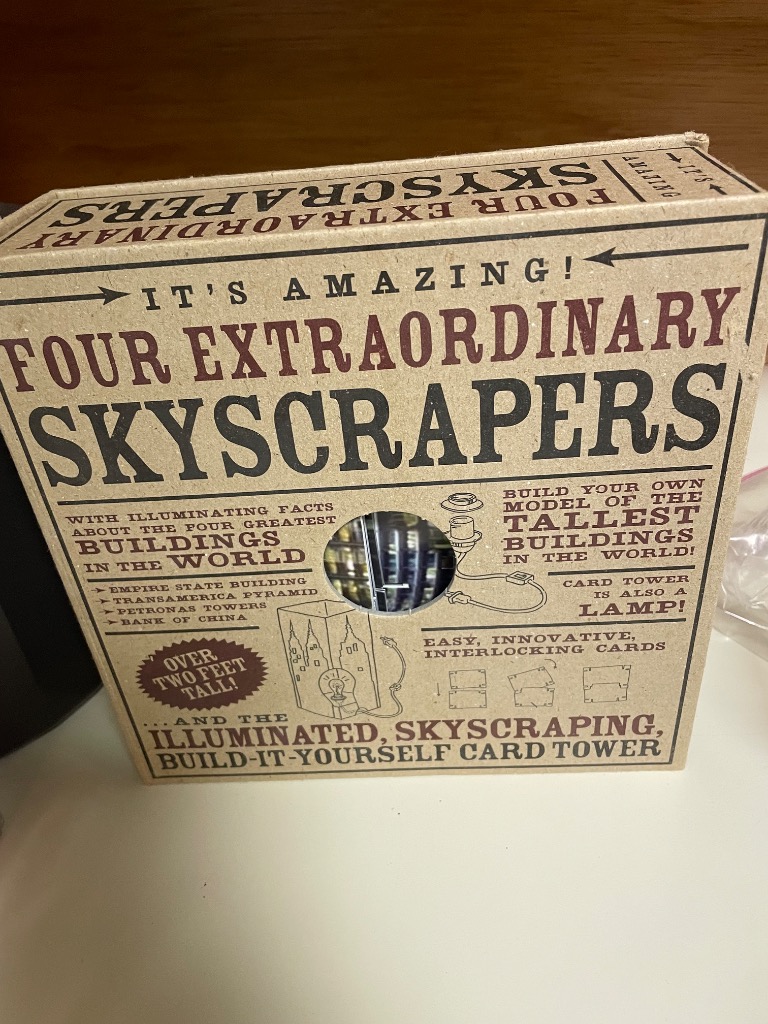 IT'S AMAZING
FOUR EXTRAORDINARY
SKYSCRAPERS
IT'S AMAZING!
FOUR EXTRAORDINARY
SKYSCRAPERS
WITH ILLUMINATING FACTS
ABOUT THE FOUR GREATEST
BUILDINGS
IN THE WORLD
EMPIRE STATE BUILDING
TRANSAMERICA PYRAMID
PETRONAS TOWERS
BANK OF CHINA
BUILD YOUR OWN
MODEL OF THE
TALLEST
BUILDINGS
IN THE WORLD!
CARD TOWER
IS ALSO A
LAMP!
OVER
TWO FEET
TALL!
EASY, INNOVATIVE,
INTERLOCKING CARDS
...AND THE
ILLUMINATED, SKYSCRAPING,
BUILD-IT-YOURSELF CARD TOWER